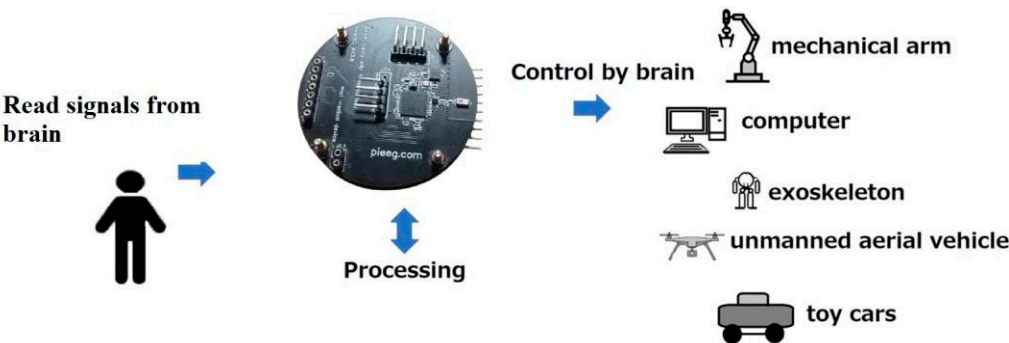 Read signals from
brain
pieeg.com
Processing
Control by brain
mechanical arm
computer
exoskeleton
unmanned aerial vehicle
toy cars